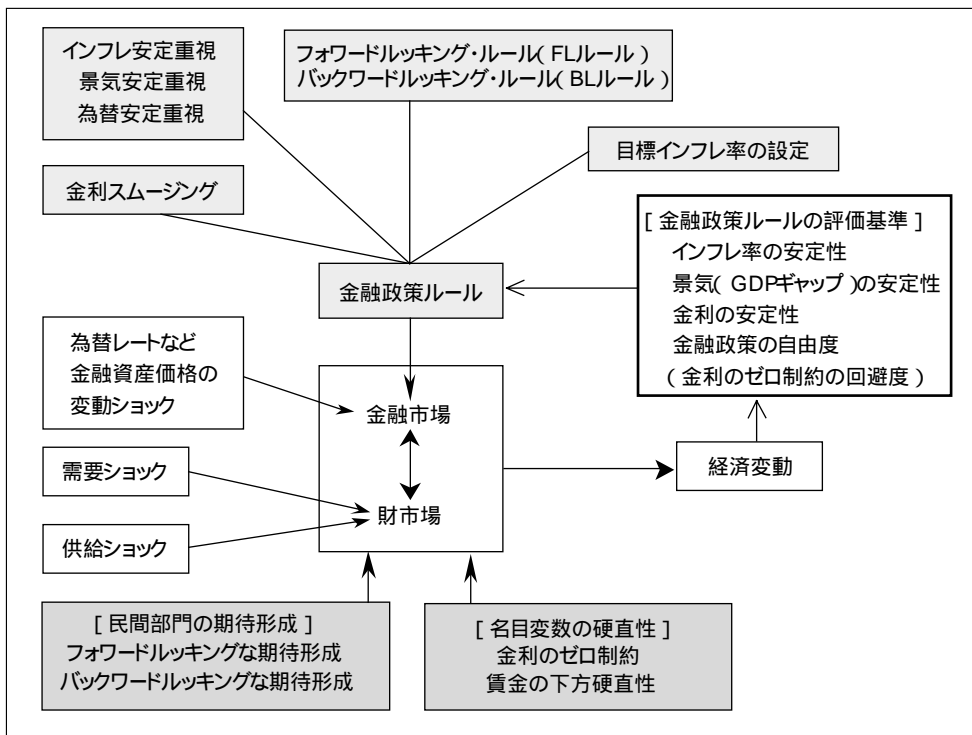 インフレ安定重視
景気安定重視
為替安定重視
フォワードルッキング・ルール( FLルール )
バックワードルッキング・ルール( BLルール )
目標インフレ率の設定
金利スムージング
[ 金融政策ルールの評価基準 ]
インフレ率の安定性
景気( GDPギャップ )の安定性
金利の安定性
金融政策の自由度
( 金利のゼロ制約の回避度 )
金融政策ルール
為替レートなど
金融資産価格の
変動ショック
金融市場
経済変動
需要ショック
財市場
供給ショック
[ 民間部門の期待形成 ]
フォワードルッキングな期待形成
バックワードルッキングな期待形成
[ 名目変数の硬直性 ]
金利のゼロ制約
賃金の下方硬直性